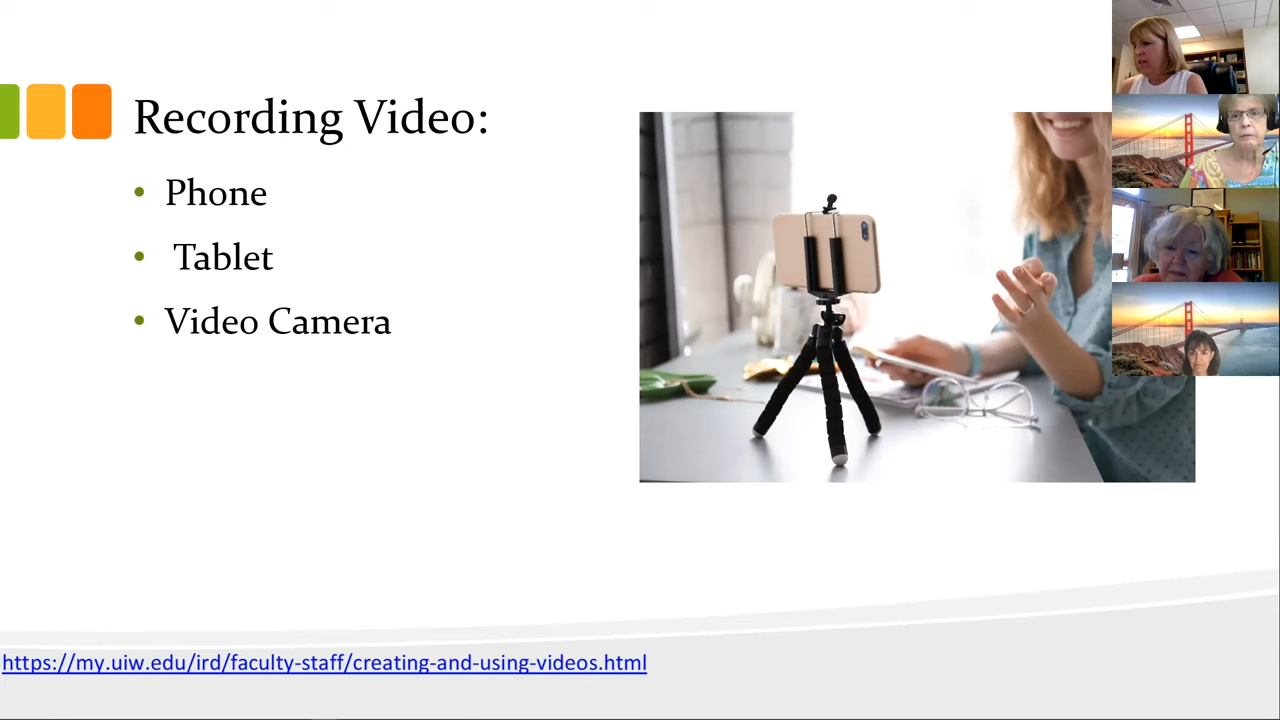 Recording Video:
• Phone
• Tablet
• Video Camera
https://my.uiw.edu/ird/faculty-staff/creating-and-using-videos.html